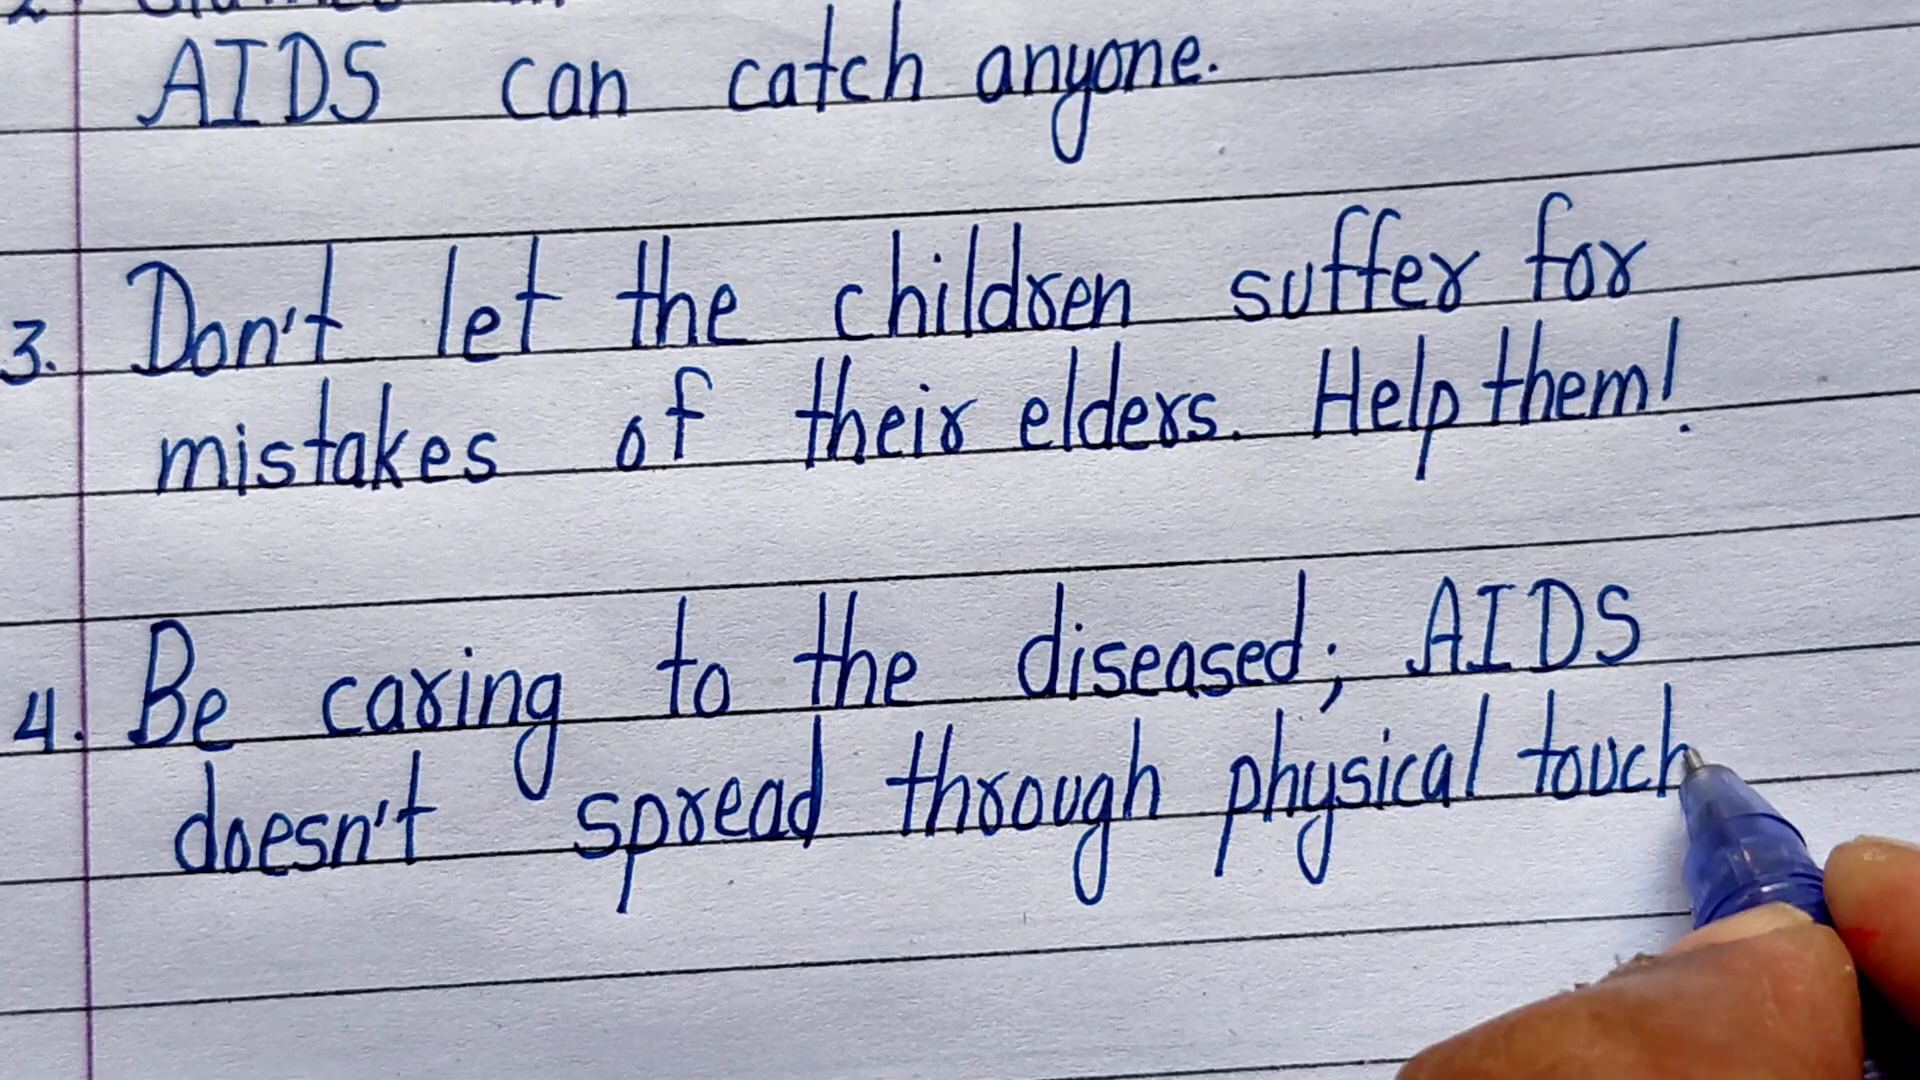 AIDS can catch anyone.
3. Don't let the children suffer for
mistakes of their elders. Help them!
4. Be caring to the diseased; AIDS
doesn't spread through physical touch